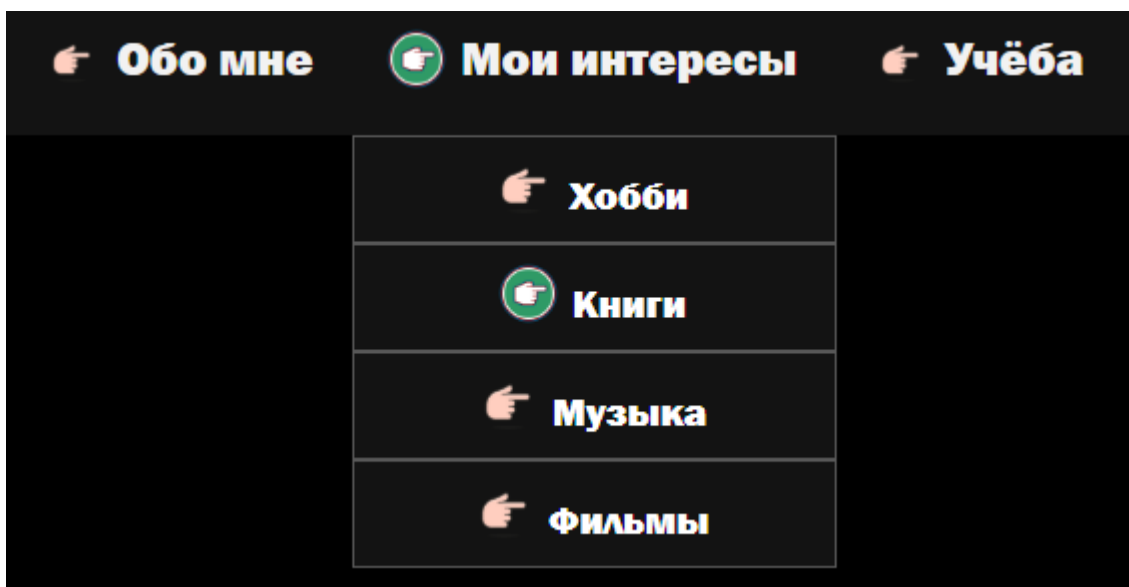 Обо мне Мои интересы Учёба
Хобби
Книги
Музыка
Фильмы